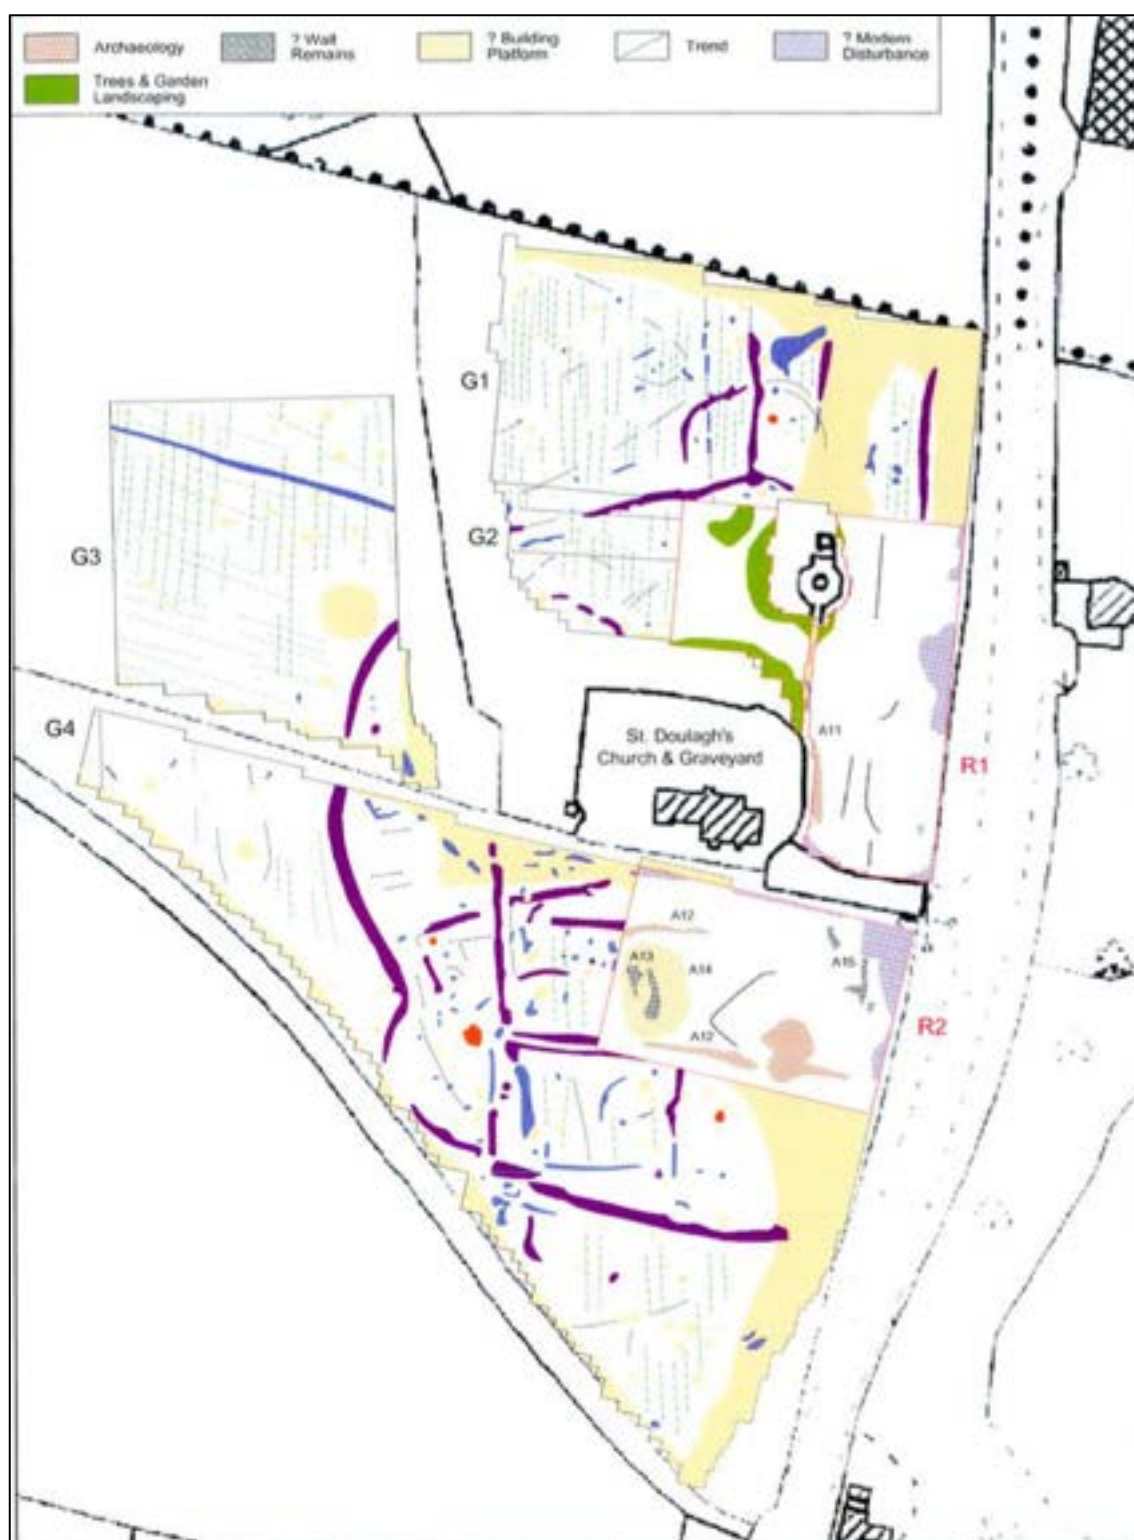 Archaeology
? Wall
Remains
? Building
Platform
Trend
? Modern
Disturbance
Trees & Garden
Landscaping
G1
G2
G3
G4
St. Doulagh's
Church & Graveyard
A11
R1
A12
A13
A14
A15
A12
R2